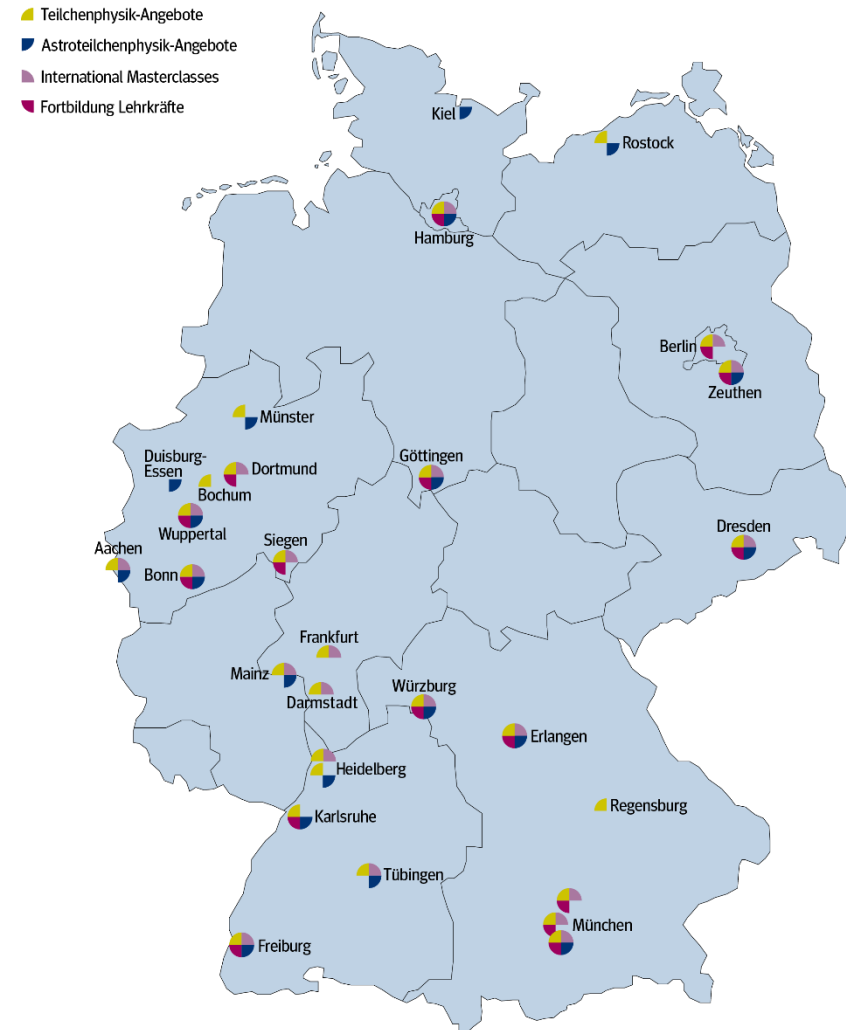 Teilchenphysik-Angebote
Astroteilchenphysik-Angebote
International Masterclasses
Fortbildung Lehrkräfte
Kiel
Rostock
Hamburg
Berlin
Zeuthen
Münster
Duisburg-
Essen
Dortmund
Bochum
Göttingen
Wuppertal
Dresden
Aachen
Siegen
Bonn
Frankfurt
Mainz
Darmstadt
Würzburg
Erlangen
Heidelberg
Regensburg
Karlsruhe
Tübingen
München
Freiburg